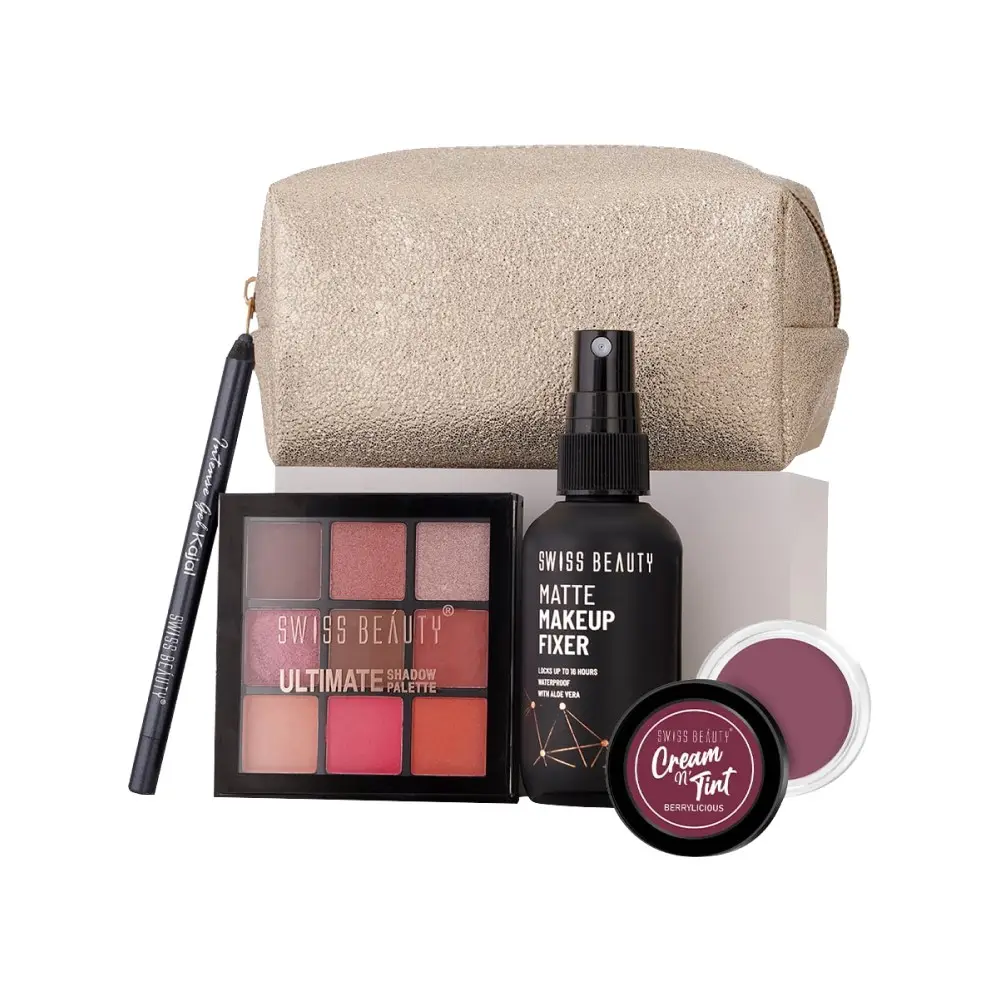 Intense Gel Kajal
SWISS BEAUTY®
SWISS BEAUTY®
ULTIMATE SHADOW PALETTE
SWISS BEAUTY
MATTE
MAKEUP
FIXER
LOCKS UP TO 18 HOURS
WATERPROOF
WITH ALOE VERA
SWISS BEAUTY
Cream
N' Tint
BERRYLICIOUS